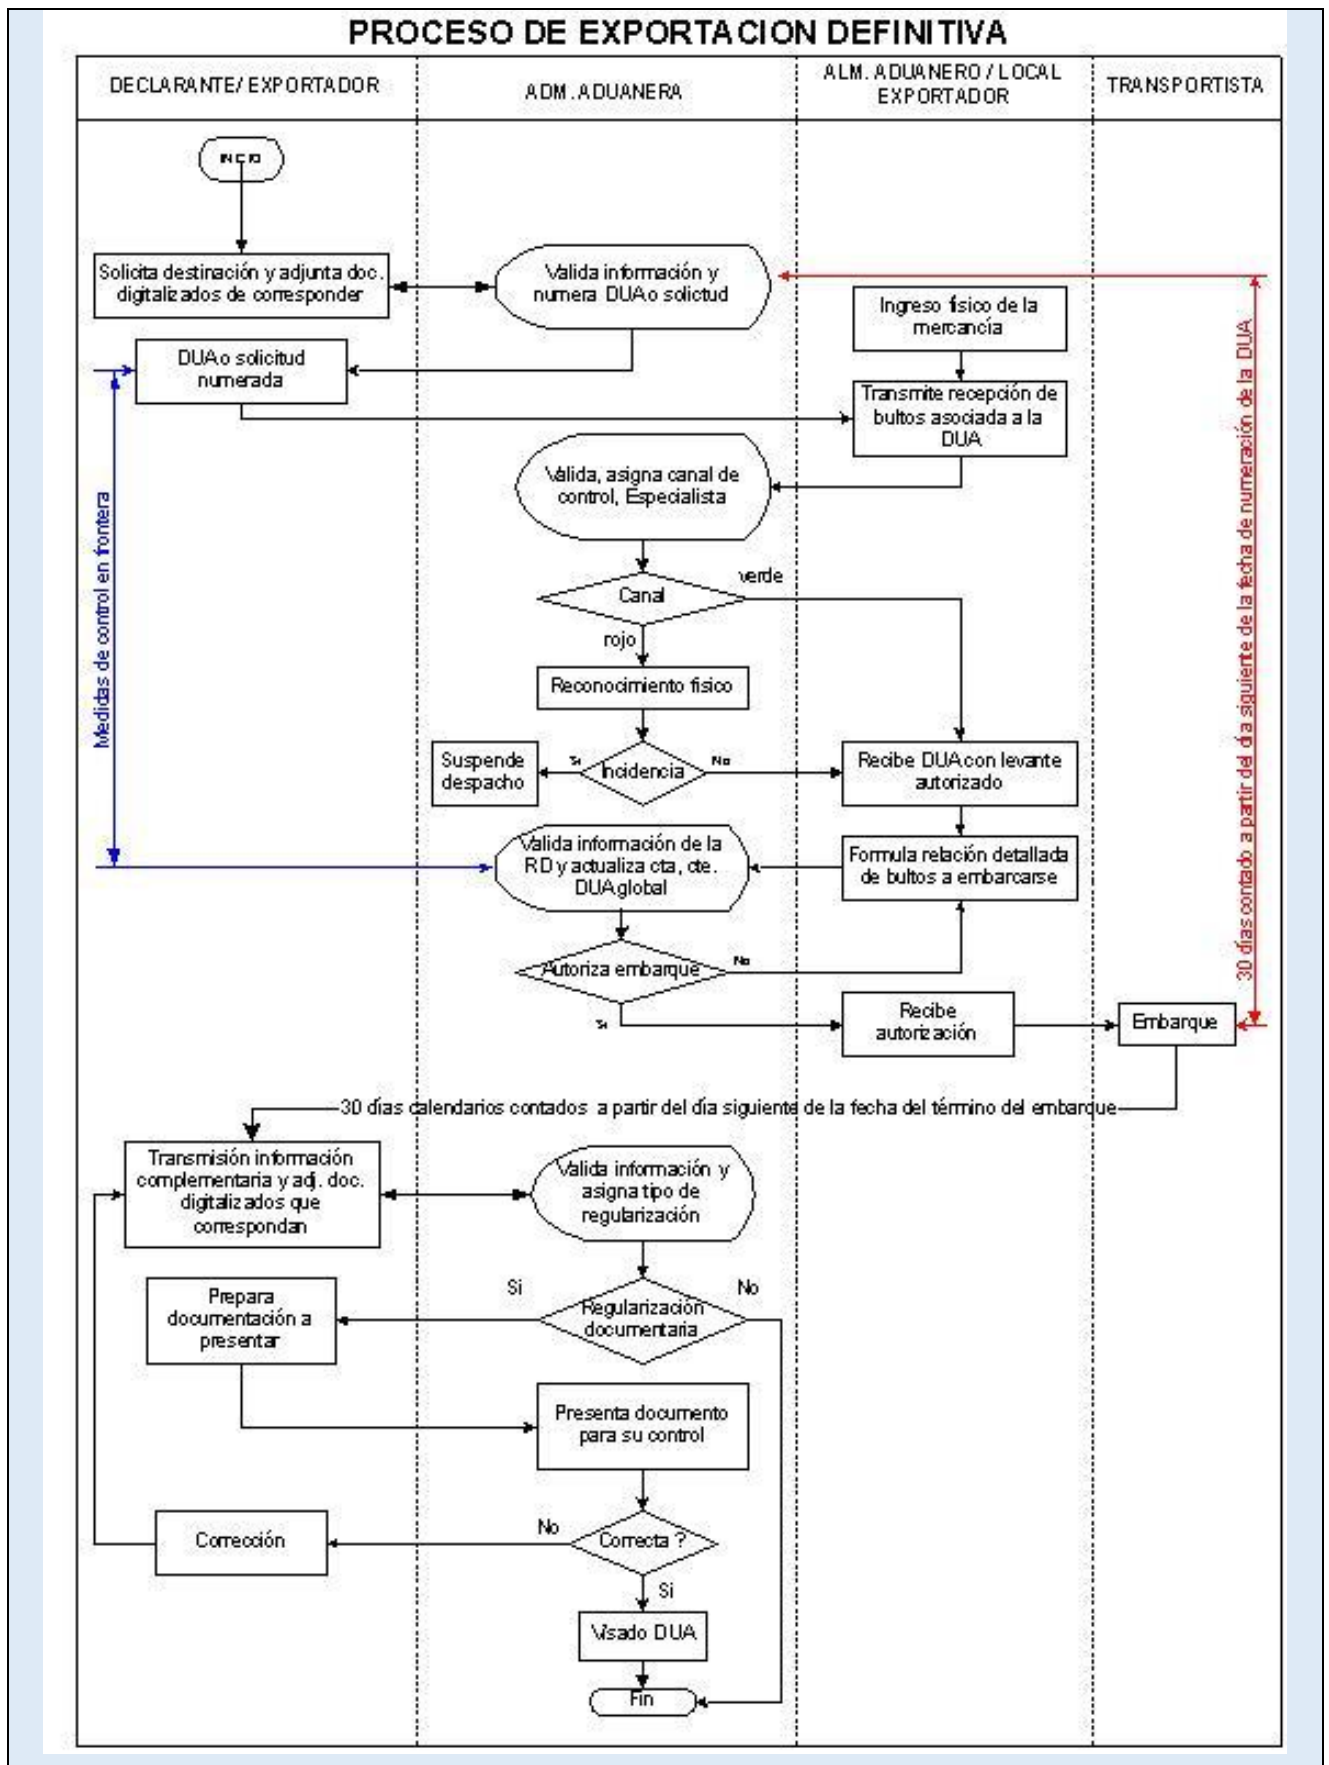 PROCESO DE EXPORTACION DEFINITIVA
DECLARANTE/ EXPORTADOR
ADM. ADUANERA
ALM. ADUANERO / LOCAL
EXPORTADOR
TRANSPORTISTA
INICIO
Solicita destinación y adjunta doc.
digitalizados de corresponder
Valida información y
numera DUA o solictud
Ingreso físico de la
mercancía
DUA o solicitud
numerada
Transmite recepción de
bultos asociada a la
DUA
Valida, asigna canal de
control, Especialista
Canal
verde
rojo
Reconocimiento físico
Suspende
despacho
Si
Incidencia
No
Recibe DUA con levante
autorizado
Valida información de la
RD y actualiza cta, cte.
DUA global
Formula relación detallada
de bultos a embarcarse
Autoriza embarque
No
Si
Recibe
autorización
Embarque
Medidas de control en frontera
30 días contado a partir del día siguiente de la fecha de numeración de la DUA
30 días calendarios contados a partir del día siguiente de la fecha del término del embarque
Transmisión información
complementaria y adj. doc.
digitalizados que
correspondan
Valida información y
asigna tipo de
regularización
Si
No
Prepara
documentación a
presentar
Regularización
documentaria
Presenta documento
para su control
Corrección
No
Correcta ?
Si
Visado DUA
Fin